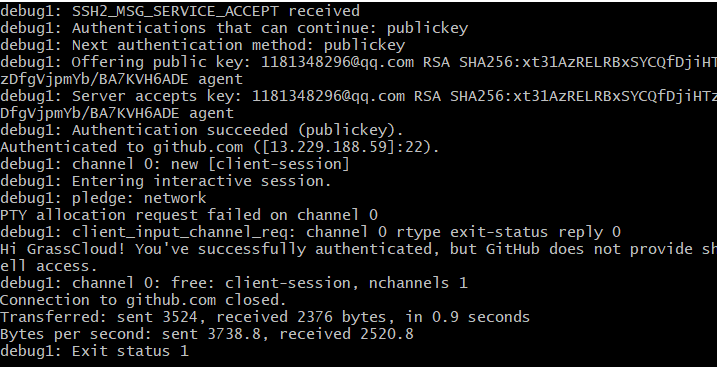 debug1: SSH2_MSG_SERVICE_ACCEPT received
debug1: Authentications that can continue: publickey
debug1: Next authentication method: publickey
debug1: Offering public key: 1181348296@qq.com RSA SHA256:xt31AzRELRBxSYCQfDjiHT
zDfgVjpmYb/BA7KVH6ADE agent
debug1: Server accepts key: 1181348296@qq.com RSA SHA256:xt31AzRELRBxSYCQfDjiHTz
DfgVjpmYb/BA7KVH6ADE agent
debug1: Authentication succeeded (publickey).
Authenticated to github.com ([13.229.188.59]:22).
debug1: channel 0: new [client-session]
debug1: Entering interactive session.
debug1: pledge: network
PTY allocation request failed on channel 0
debug1: client_input_channel_req: channel 0 rtype exit-status reply 0
Hi GrassCloud! You've successfully authenticated, but GitHub does not provide sh
ell access.
debug1: channel 0: free: client-session, nchannels 1
Connection to github.com closed.
Transferred: sent 3524, received 2376 bytes, in 0.9 seconds
Bytes per second: sent 3738.8, received 2520.8
debug1: Exit status 1